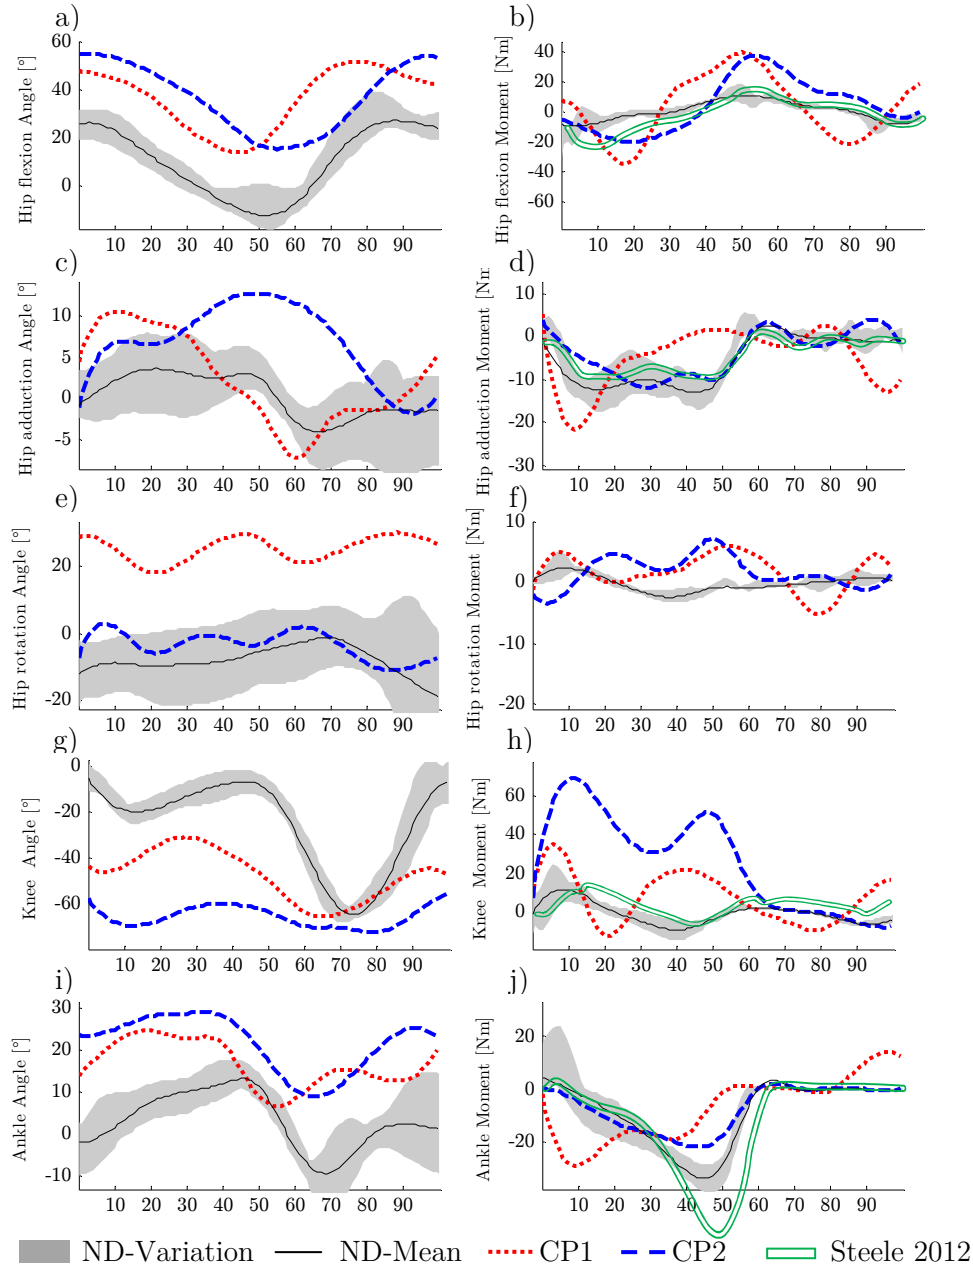 a)
Hip flexion Angle [°]
60
40
20
0
10 20 30 40 50 60 70 80 90
b)
Hip flexion Moment [Nm]
40
20
0
-20
-60
10 20 30 40 50 60 70 80 90
c)
Hip adduction Angle [°]
10
5
0
-5
10 20 30 40 50 60 70 80 90
d)
Hip adduction Moment [Nm
10
0
-10
-20
-30
10 20 30 40 50 60 70 80 90
e)
Hip rotation Angle [°]
20
0
-20
10 20 30 40 50 60 70 80 90
f)
Hip rotation Moment [Nm]
10
0
-10
-20
10 20 30 40 50 60 70 80 90
g)
Knee Angle [°]
0
-20
-40
-60
10 20 30 40 50 60 70 80 90
h)
Knee Moment [Nm]
60
40
20
0
10 20 30 40 50 60 70 80 90
i)
Ankle Angle [°]
30
20
10
0
-10
10 20 30 40 50 60 70 80 90
j)
Ankle Moment [Nm]
20
0
-20
10 20 30 40 50 60 70 80 90
ND-Variation ND-Mean CP1 CP2 Steele 2012